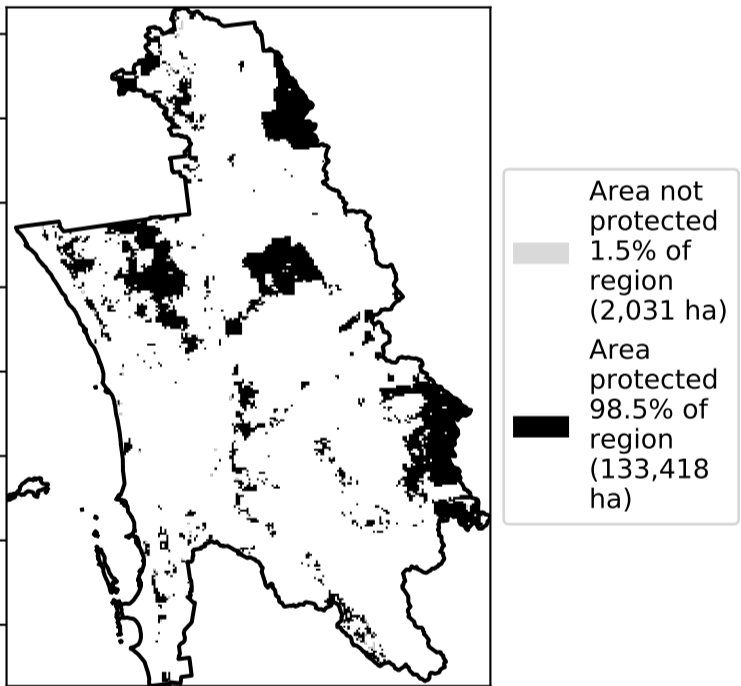 Area not
protected
1.5% of
region
(2,031 ha)
Area
protected
98.5% of
region
(133,418
ha)